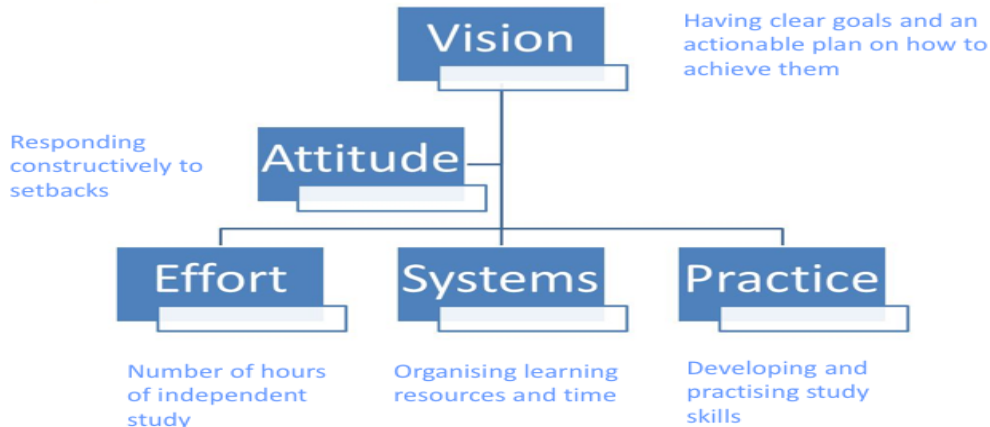 Vision
Having clear goals and an
actionable plan on how to
achieve them
Responding
constructively to
setbacks
Attitude
Effort
Systems
Practice
Number of hours
of independent
study
Organising learning
resources and time
Developing and
practising study
skills